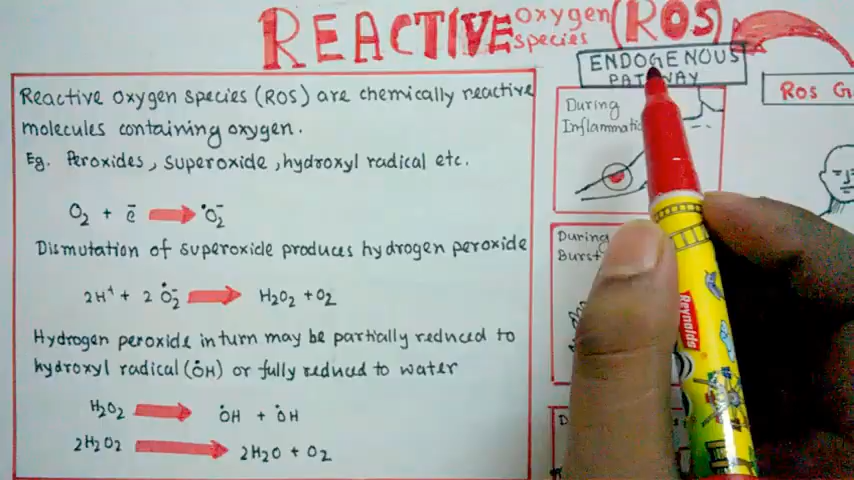 REACTIVE oxygen species (ROS)
ENDOGENOUS
PATHWAY
Reactive oxygen species (ROS) are chemically reactive
molecules containing oxygen.
Eg. Peroxides, superoxide, hydroxyl radical etc.
O₂ + e̅ → •O₂⁻
Dismutation of superoxide produces hydrogen peroxide
2H⁺ + 2 •O₂⁻ → H₂O₂ + O₂
Hydrogen peroxide in turn may be partially reduced to
hydroxyl radical (•OH) or fully reduced to water
H₂O₂ → •OH + •OH
2H₂O₂ → 2H₂O + O₂
During
During
Burst
Ros G
Reynolds